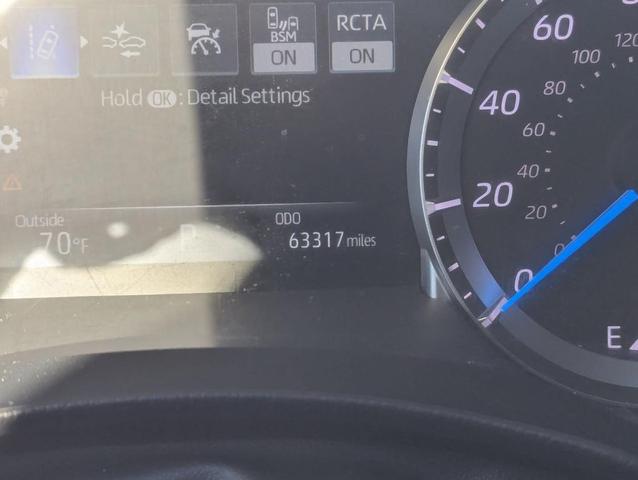 BSM
ON
RCTA
ON
Hold OK : Detail Settings
Outside
70°F
P
ODO
63317 miles
60
40
20
0
120
100
80
60
40
20
0
E